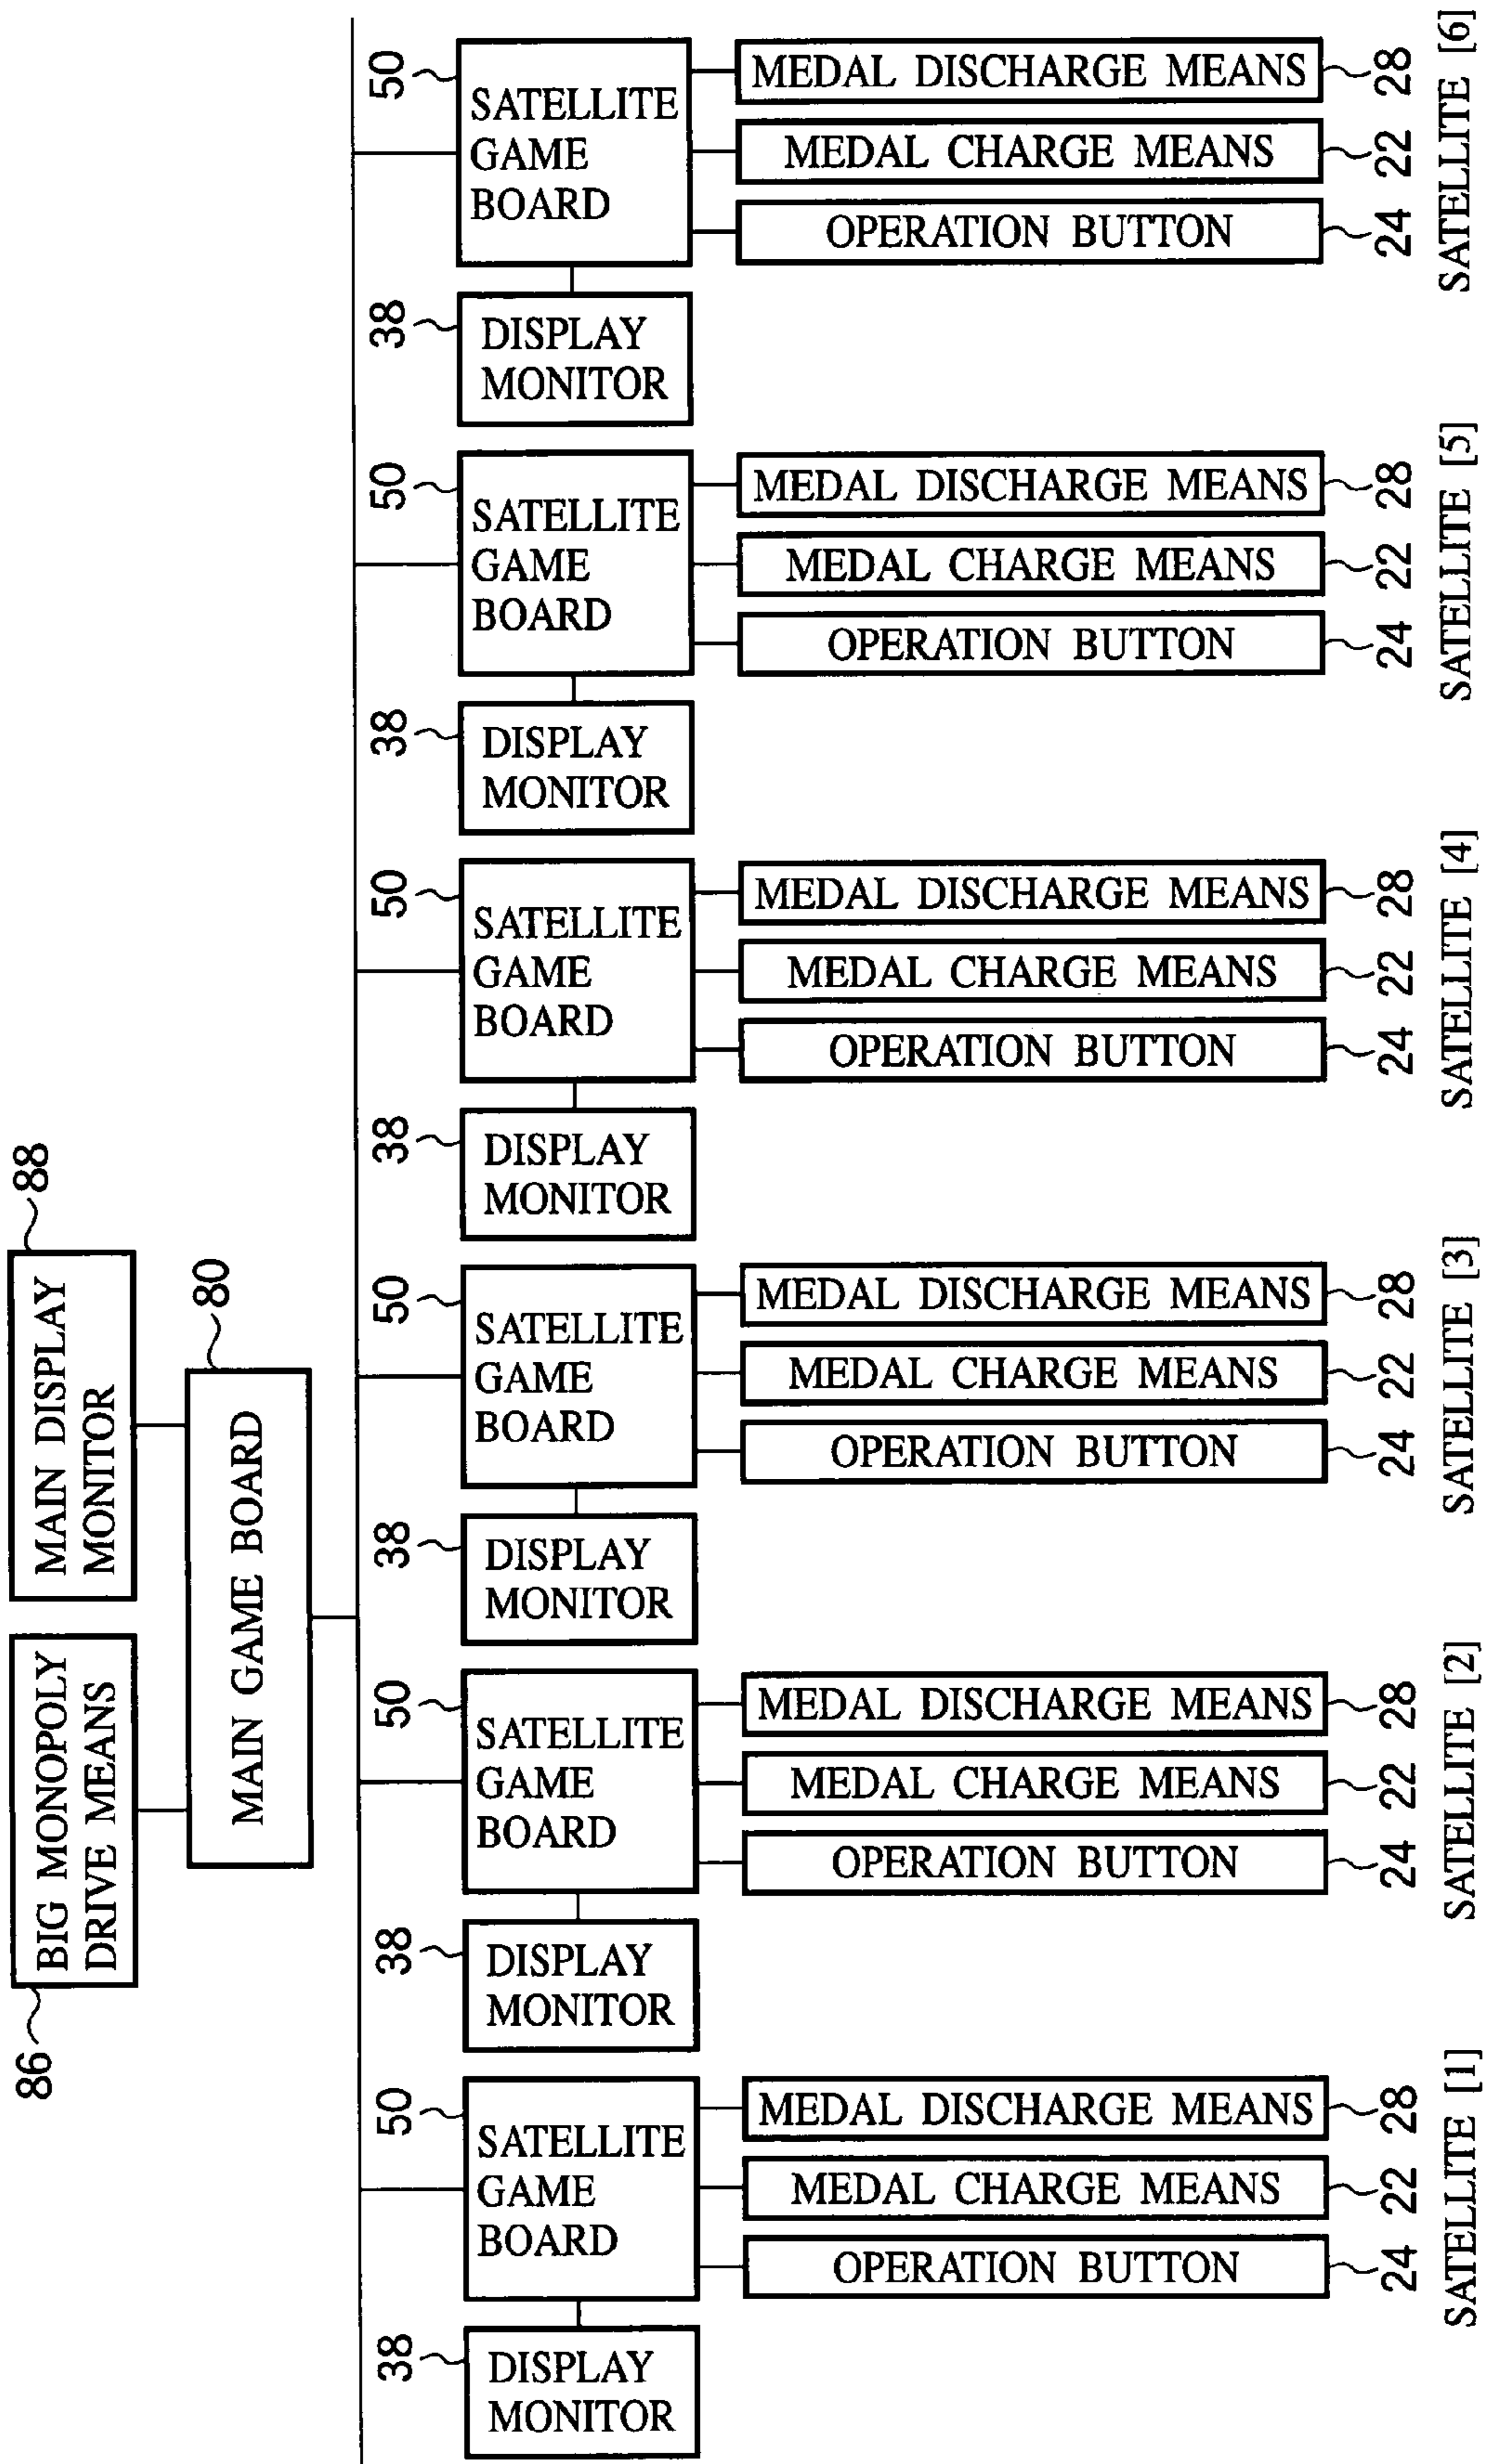 86
BIG MONOPOLY
DRIVE MEANS
MAIN DISPLAY
MONITOR
88
MAIN GAME BOARD
80
38
DISPLAY
MONITOR
50
SATELLITE
GAME
BOARD
OPERATION BUTTON
24
MEDAL CHARGE MEANS
22
MEDAL DISCHARGE MEANS
28
SATELLITE [1]
38
DISPLAY
MONITOR
50
SATELLITE
GAME
BOARD
OPERATION BUTTON
24
MEDAL CHARGE MEANS
22
MEDAL DISCHARGE MEANS
28
SATELLITE [2]
38
DISPLAY
MONITOR
50
SATELLITE
GAME
BOARD
OPERATION BUTTON
24
MEDAL CHARGE MEANS
22
MEDAL DISCHARGE MEANS
28
SATELLITE [3]
38
DISPLAY
MONITOR
50
SATELLITE
GAME
BOARD
OPERATION BUTTON
24
MEDAL CHARGE MEANS
22
MEDAL DISCHARGE MEANS
28
SATELLITE [4]
38
DISPLAY
MONITOR
50
SATELLITE
GAME
BOARD
OPERATION BUTTON
24
MEDAL CHARGE MEANS
22
MEDAL DISCHARGE MEANS
28
SATELLITE [5]
38
DISPLAY
MONITOR
50
SATELLITE
GAME
BOARD
OPERATION BUTTON
24
MEDAL CHARGE MEANS
22
MEDAL DISCHARGE MEANS
28
SATELLITE [6]